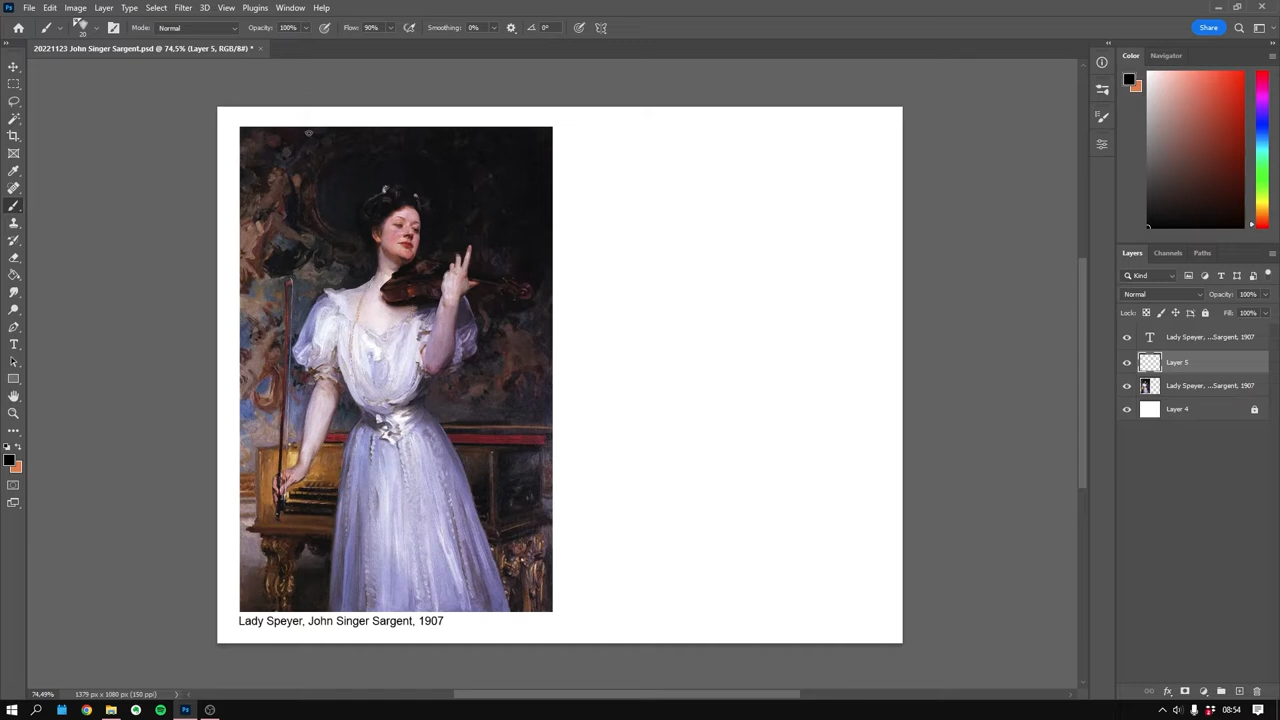 File Edit Image Layer Type Select Filter 3D View Plugins Window Help
20 Mode: Normal Opacity: 100% Flow: 90% Smoothing: 0% 0° Share
20221123 John Singer Sargent.psd @ 74,5% (Layer 5, RGB/8#) *
Color Navigator
Layers Channels Paths
Kind
Normal Opacity: 100%
Lock: Fill: 100%
Lady Speyer, ...Sargent, 1907
Layer 5
Lady Speyer, ...Sargent, 1907
Layer 4
Lady Speyer, John Singer Sargent, 1907
74,49% 1379 px x 1080 px (150 ppi)
08:54